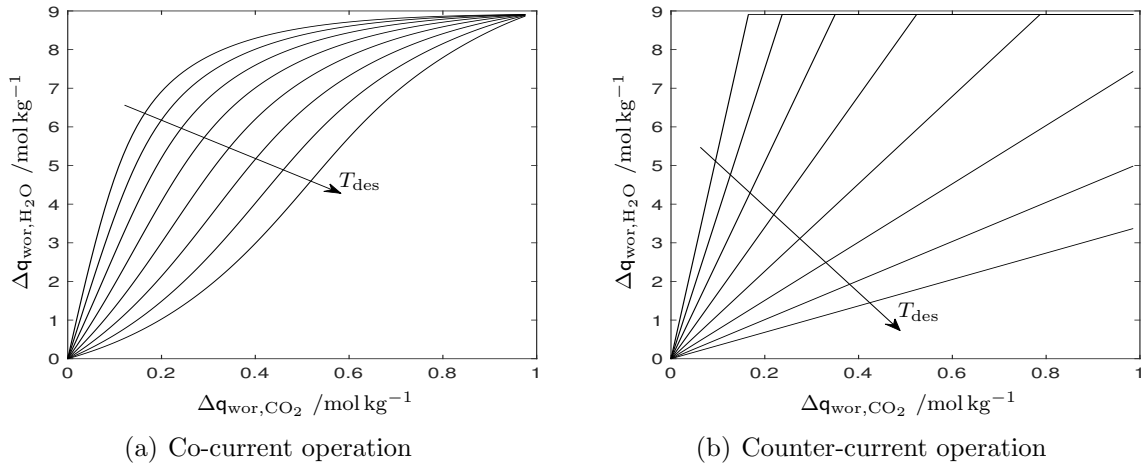 9
8
7
6
5
4
3
2
1
0
Δq_wor,H₂O /mol kg⁻¹
T_des
0 0.2 0.4 0.6 0.8 1
Δq_wor,CO₂ /mol kg⁻¹
(a) Co-current operation
9
8
7
6
5
4
3
2
1
0
Δq_wor,H₂O /mol kg⁻¹
T_des
0 0.2 0.4 0.6 0.8 1
Δq_wor,CO₂ /mol kg⁻¹
(b) Counter-current operation